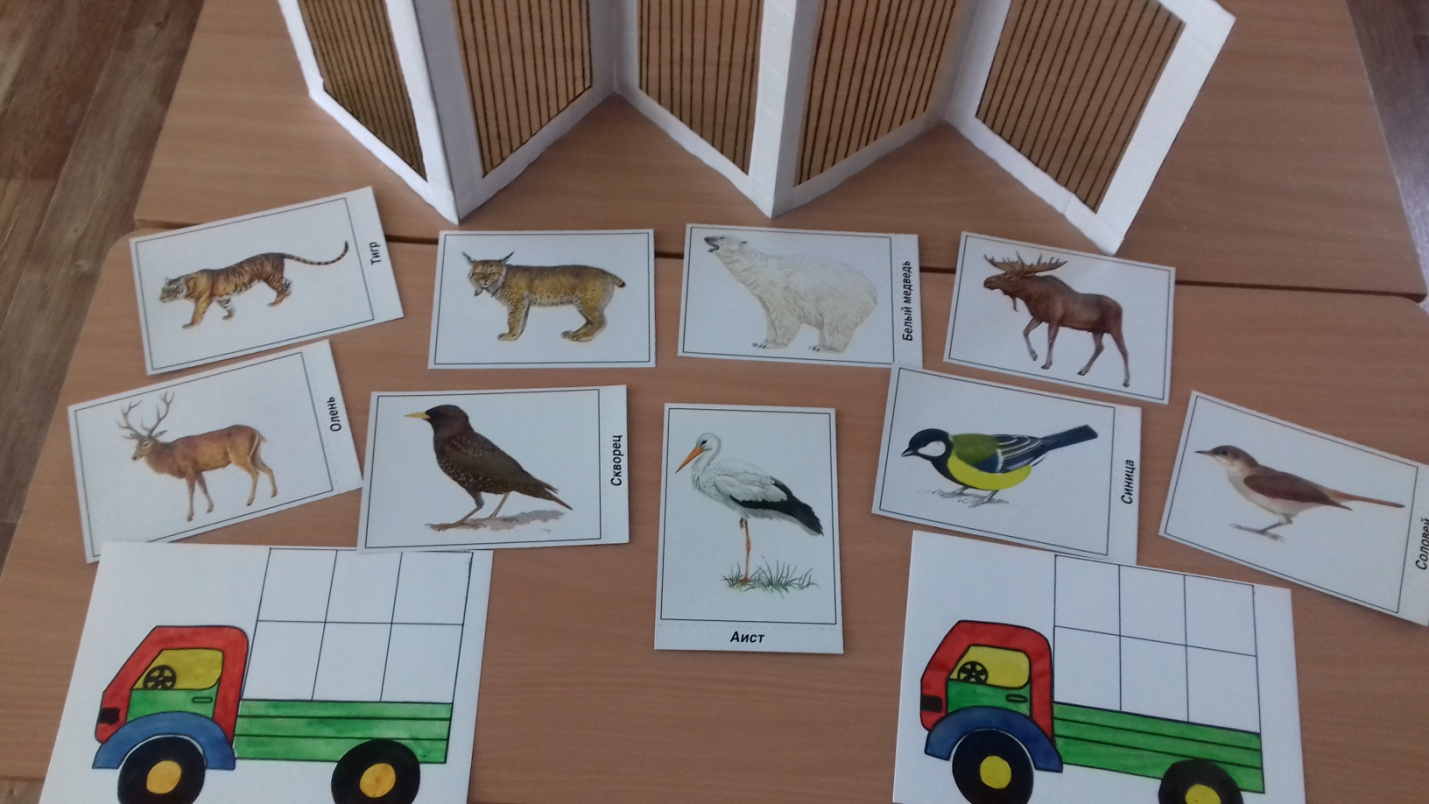 Тигр
Белый медведь
Олень
Скворец
Аист
Синица
Соловей